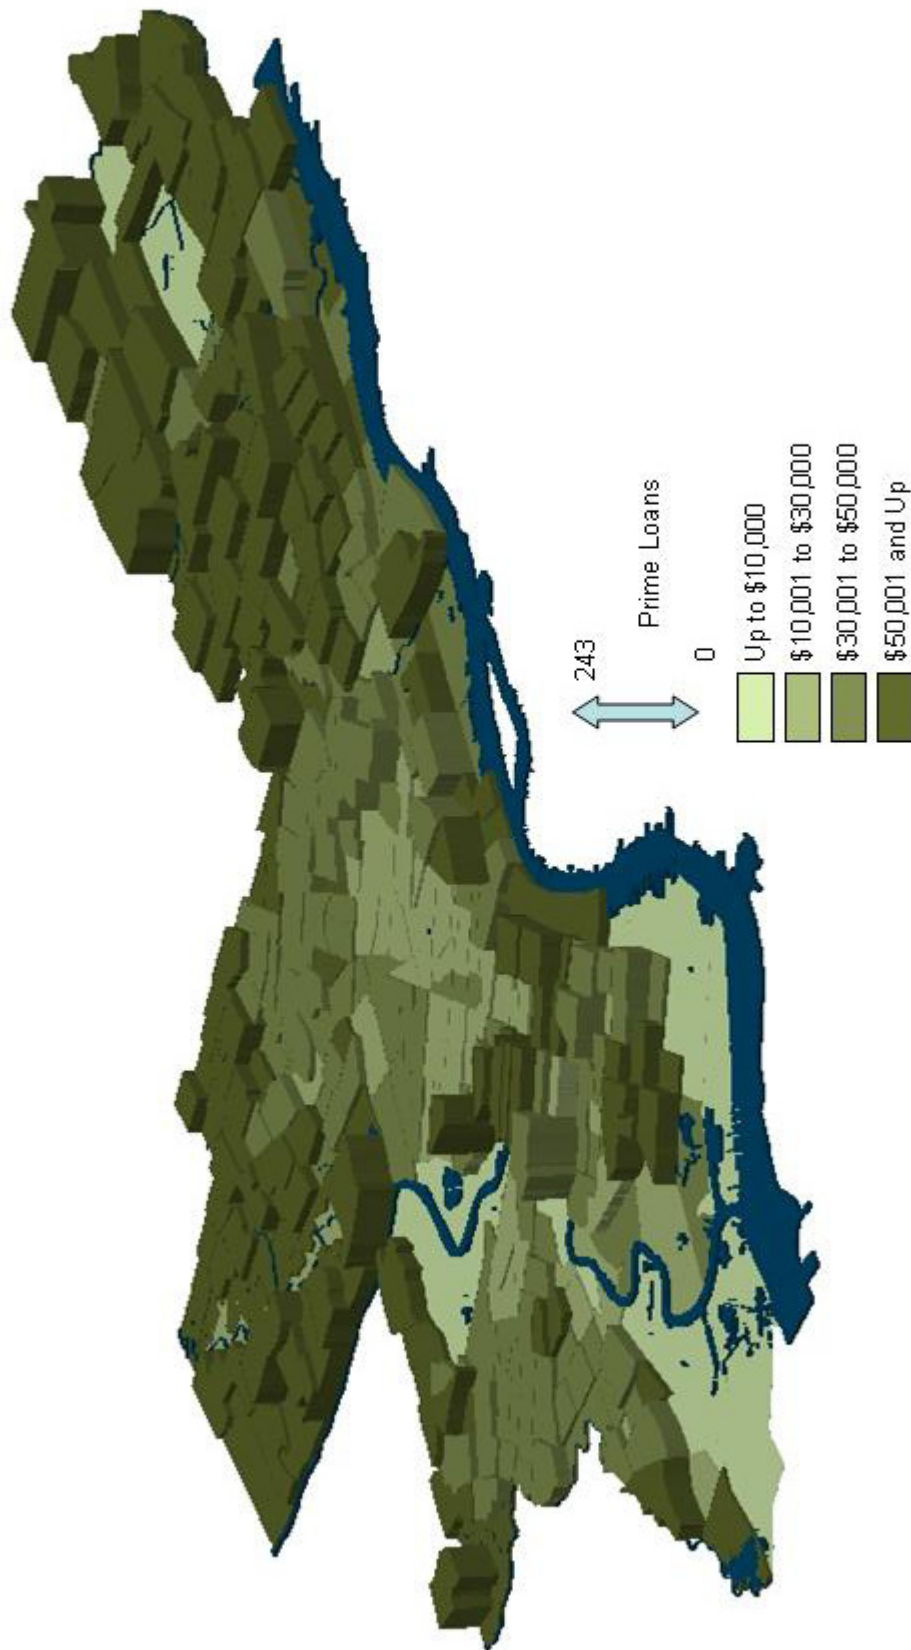 243
Prime Loans
0
Up to $10,000
$10,001 to $30,000
$30,001 to $50,000
$50,001 and Up